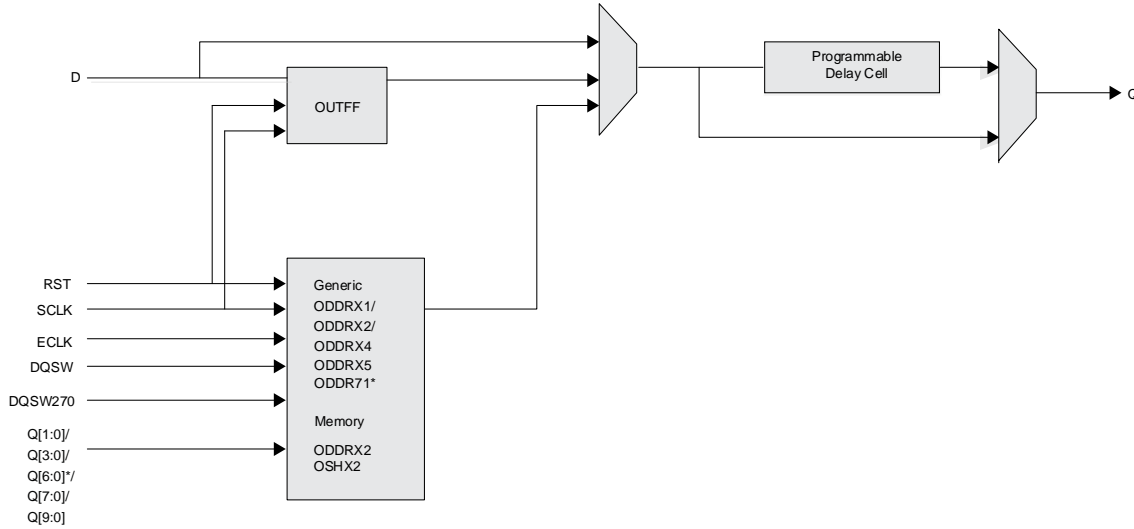 D
OUTFF
Programmable
Delay Cell
Q
RST
SCLK
ECLK
DQSW
DQSW270
Q[1:0]/
Q[3:0]/
Q[6:0]*/
Q[7:0]/
Q[9:0]
Generic
ODDRX1/
ODDRX2/
ODDRX4
ODDRX5
ODDR71*
Memory
ODDRX2
OSHX2